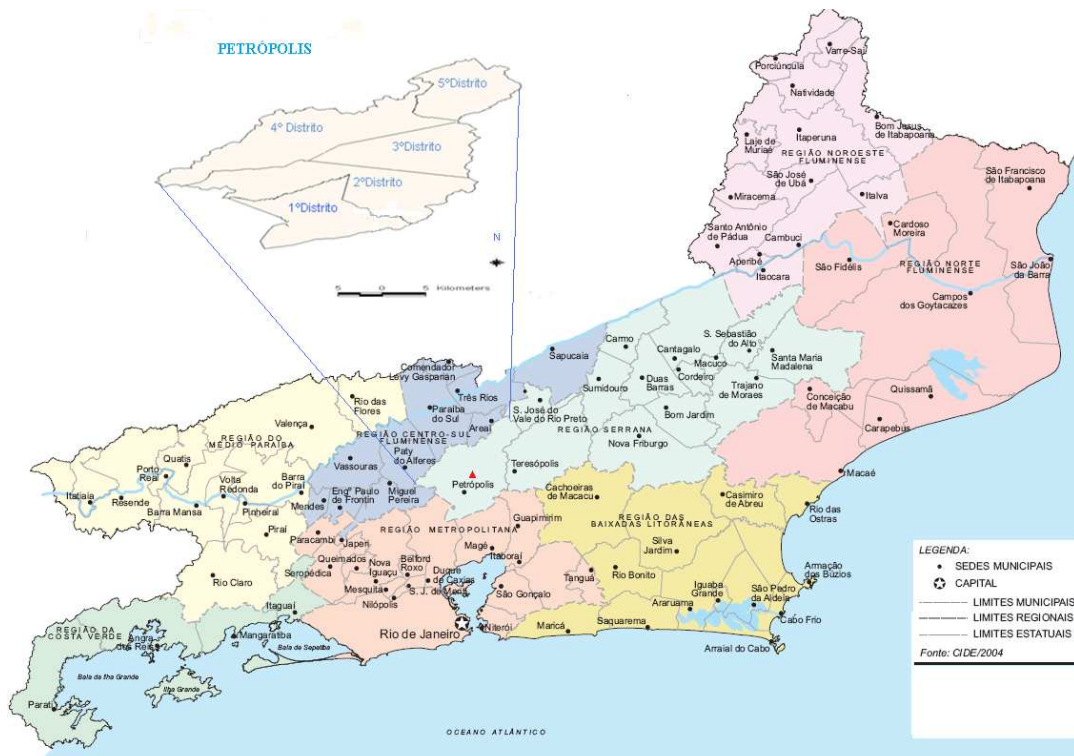 PETRÓPOLIS
5ºDistrito
4º Distrito
3ºDistrito
2ºDistrito
1ºDistrito
N
5 0 5 Kilometers
Varre-Sai
Porciúncula
Natividade
Bom Jesus
de Itabapoana
Itaperuna
Laje de
Muriaé
REGIÃO NOROESTE
FLUMINENSE
São José
de Ubá
Miracema
Italva
São Francisco
de Itabapoana
Santo Antônio
de Pádua
Cambuci
Cardoso
Moreira
Aperibé
Itaocara
São Fidélis
REGIÃO NORTE
FLUMINENSE
São João
da Barra
Campos
dos Goytacazes
Sapucaia
Carmo
Cantagalo
S. Sebastião
do Alto
Macuco
Cordeiro
Santa Maria
Madalena
Comendador
Levy Gasparian
Três Rios
Sumidouro
Duas
Barras
Trajano
de Moraes
Conceição
de Macabu
Quissamã
Carapebus
Rio das
Flores
Paraíba
do Sul
Areal
S. José do
Vale do Rio Preto
Bom Jardim
REGIÃO SERRANA
Nova Friburgo
Valença
REGIÃO DO
MÉDIO PARAÍBA
REGIÃO CENTRO-SUL
FLUMINENSE
Paty
do Alferes
Vassouras
Teresópolis
Petrópolis
Macaé
Quatis
Porto
Real
Itatiaia
Resende
Barra Mansa
Volta
Redonda
Pinheiral
Barra
do Piraí
Mendes
Engº Paulo
de Frontin
Miguel
Pereira
Cachoeiras
de Macacu
Casimiro
de Abreu
Rio das
Ostras
Piraí
Paracambi
Japeri
REGIÃO METROPOLITANA
Guapimirim
REGIÃO DAS
BAIXADAS LITORÂNEAS
Rio Claro
Seropédica
Queimados
Nova
Iguaçu
Belford
Roxo
Duque
de Caxias
Magé
Itaboraí
Silva
Jardim
Mesquita
Nilópolis
S. J. de Meriti
São Gonçalo
Tanguá
Rio Bonito
Iguaba
Grande
São Pedro
da Aldeia
Armação
dos Búzios
Itaguaí
Araruama
Cabo Frio
REGIÃO DA
COSTA VERDE
Mangaratiba
Rio de Janeiro
Niterói
Maricá
Saquarema
Arraial do Cabo
Angra
dos Reis
Baía de Sepetiba
Baía da Ilha Grande
Ilha Grande
Parati
OCEANO ATLÂNTICO
LEGENDA:
SEDES MUNICIPAIS
CAPITAL
LIMITES MUNICIPAIS
LIMITES REGIONAIS
LIMITES ESTATUAIS
Fonte: CIDE/2004